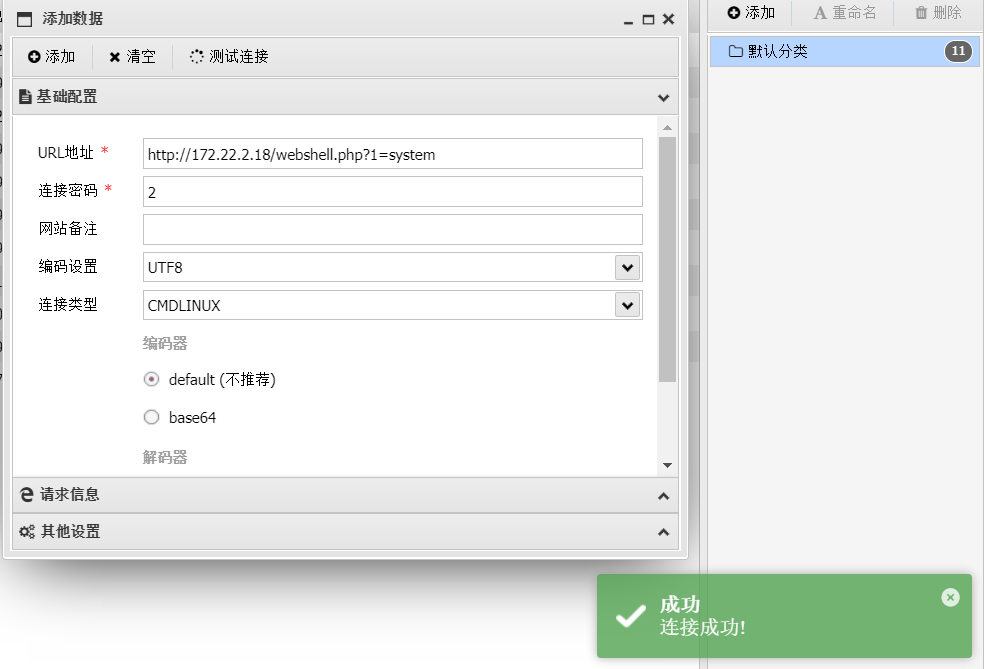 添加数据
添加 清空 测试连接
基础配置
URL地址 * http://172.22.2.18/webshell.php?1=system
连接密码 * 2
网站备注
编码设置 UTF8
连接类型 CMDLINUX
编码器
default (不推荐)
base64
解码器
请求信息
其他设置
添加 重命名 删除
默认分类 11
成功
连接成功!